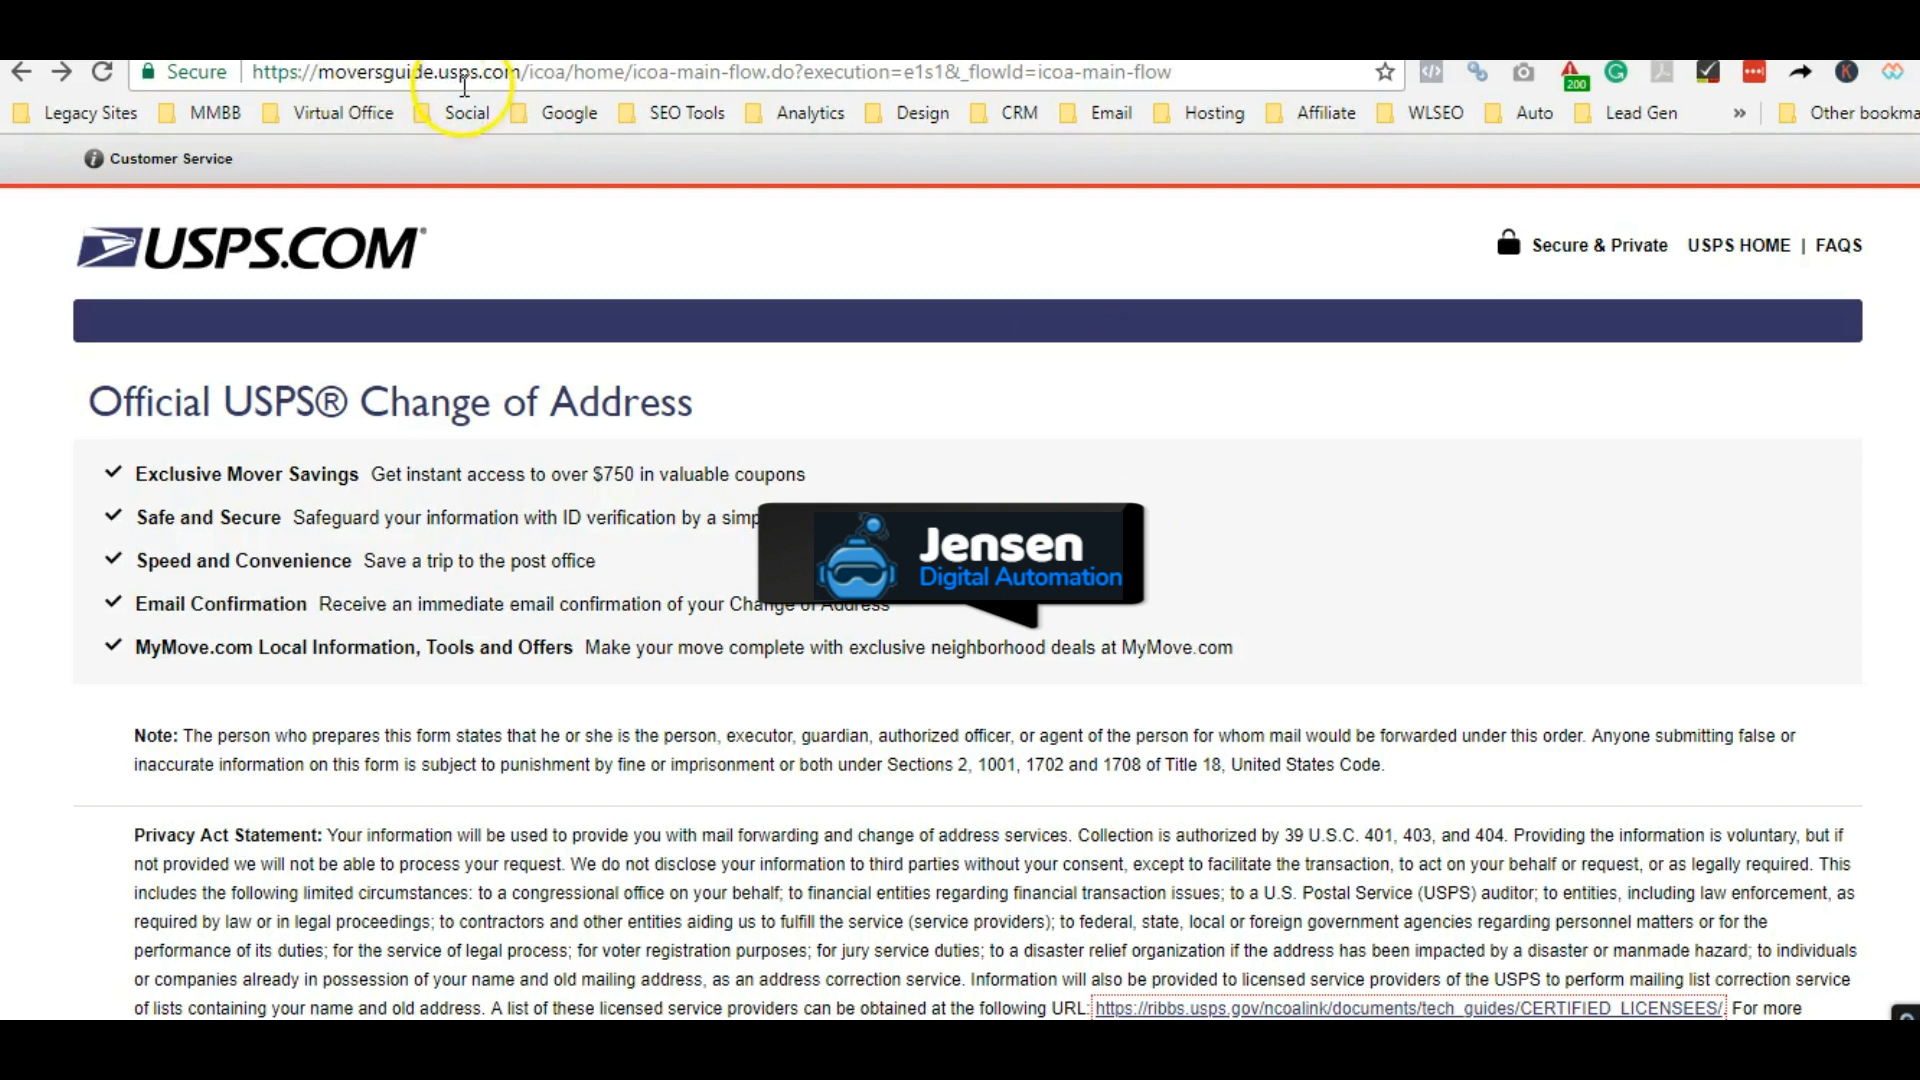 Secure | https://moversguide.usps.com/icoa/home/icoa-main-flow.do?execution=e1s1&_flowId=icoa-main-flow
200
Legacy Sites MMBB Virtual Office Social Google SEO Tools Analytics Design CRM Email Hosting Affiliate WLSEO Auto Lead Gen » Other bookma
Customer Service
USPS.COM®
Secure & Private USPS HOME | FAQS
Official USPS® Change of Address
Exclusive Mover Savings Get instant access to over $750 in valuable coupons
Safe and Secure Safeguard your information with ID verification by a simp
Jensen
Digital Automation
Speed and Convenience Save a trip to the post office
Email Confirmation Receive an immediate email confirmation of your Change of Address
MyMove.com Local Information, Tools and Offers Make your move complete with exclusive neighborhood deals at MyMove.com
Note: The person who prepares this form states that he or she is the person, executor, guardian, authorized officer, or agent of the person for whom mail would be forwarded under this order. Anyone submitting false or
inaccurate information on this form is subject to punishment by fine or imprisonment or both under Sections 2, 1001, 1702 and 1708 of Title 18, United States Code.
Privacy Act Statement: Your information will be used to provide you with mail forwarding and change of address services. Collection is authorized by 39 U.S.C. 401, 403, and 404. Providing the information is voluntary, but if
not provided we will not be able to process your request. We do not disclose your information to third parties without your consent, except to facilitate the transaction, to act on your behalf or request, or as legally required. This
includes the following limited circumstances: to a congressional office on your behalf; to financial entities regarding financial transaction issues; to a U.S. Postal Service (USPS) auditor; to entities, including law enforcement, as
required by law or in legal proceedings; to contractors and other entities aiding us to fulfill the service (service providers); to federal, state, local or foreign government agencies regarding personnel matters or for the
performance of its duties; for the service of legal process; for voter registration purposes; for jury service duties; to a disaster relief organization if the address has been impacted by a disaster or manmade hazard; to individuals
or companies already in possession of your name and old mailing address, as an address correction service. Information will also be provided to licensed service providers of the USPS to perform mailing list correction service
of lists containing your name and old address. A list of these licensed service providers can be obtained at the following URL: https://ribbs.usps.gov/ncoalink/documents/tech_guides/CERTIFIED_LICENSEES/. For more